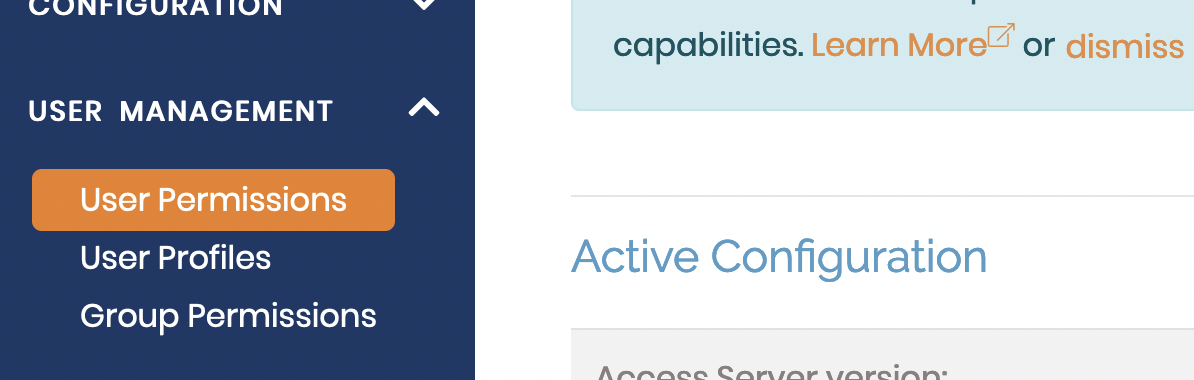 CONFIGURATION
USER MANAGEMENT
User Permissions
User Profiles
Group Permissions
capabilities. Learn More or dismiss
Active Configuration
Access Server version: